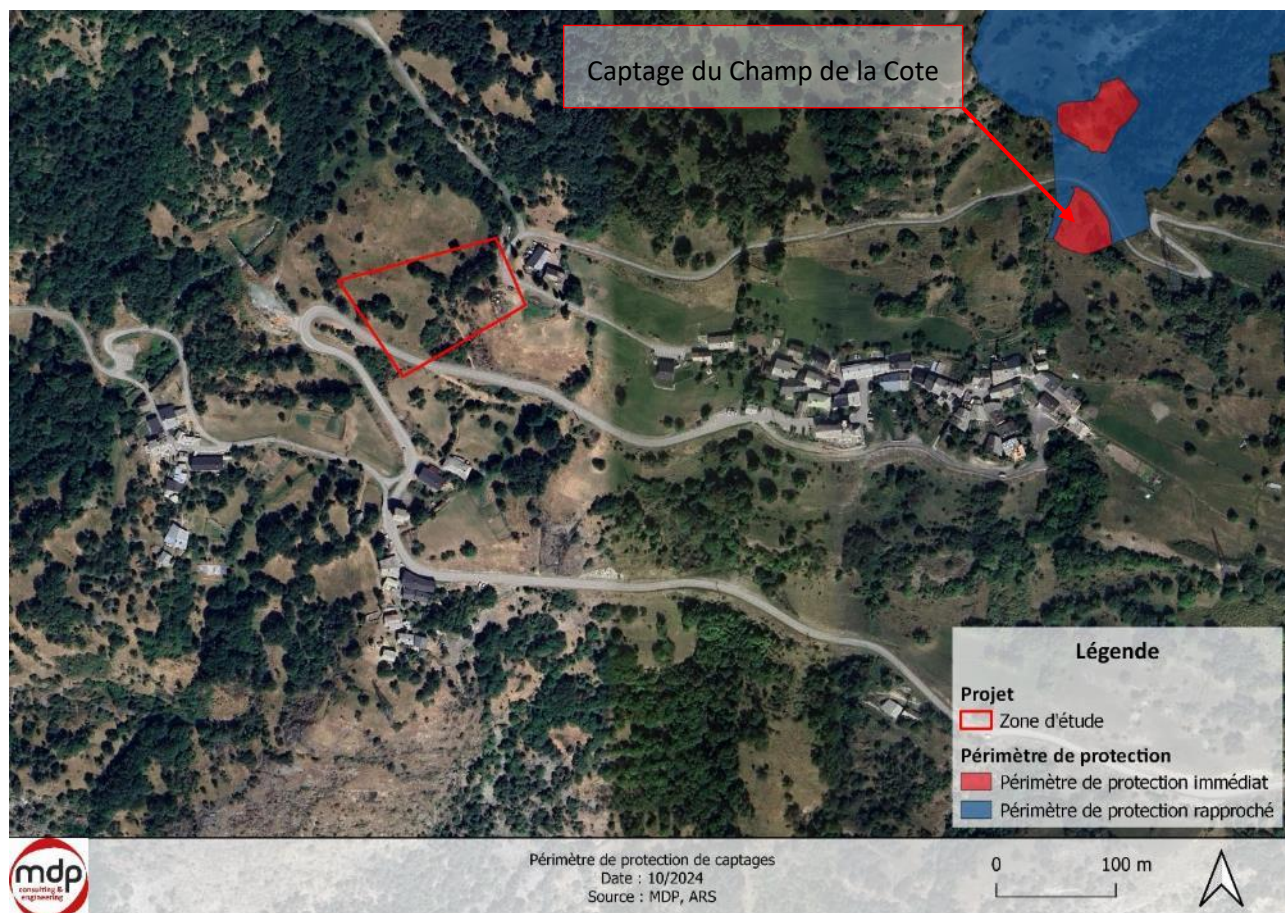 Captage du Champ de la Cote
Légende
Projet
Zone d'étude
Périmètre de protection
Périmètre de protection immédiat
Périmètre de protection rapproché
mdp
consulting &
engineering
Périmètre de protection de captages
Date : 10/2024
Source : MDP, ARS
0 100 m